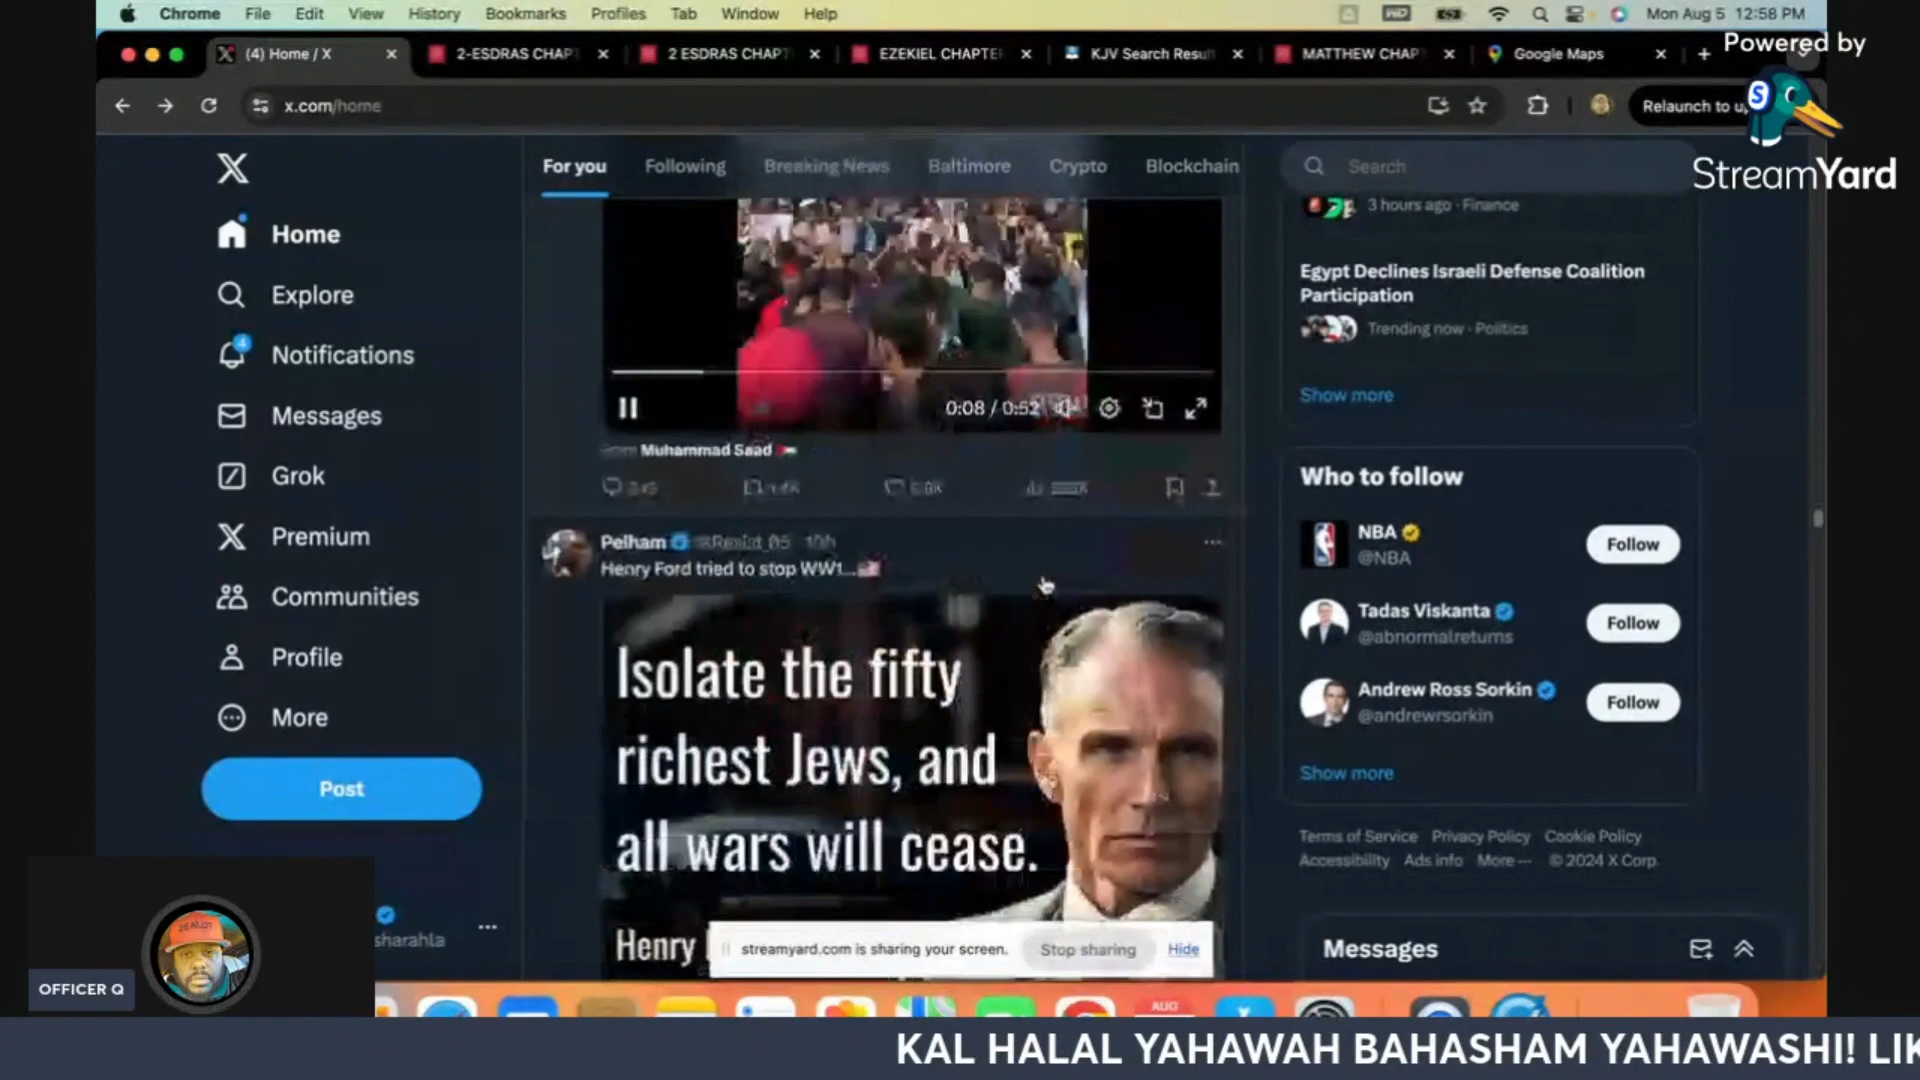 Chrome File Edit View History Bookmarks Profiles Tab Window Help
Mon Aug 5 12:58 PM
(4) Home / X
2-ESDRAS CHAP
2 ESDRAS CHAP
EZEKIEL CHAPTE
KJV Search Resu
MATTHEW CHAP
Google Maps
Powered by
StreamYard
x.com/home
Relaunch to u
For you
Following
Breaking News
Baltimore
Crypto
Blockchain
Search
Home
Explore
4
Notifications
Messages
Grok
Premium
Communities
Profile
More
Post
sharahla
0:08 / 0:52
From Muhammad Saad
Pelham
10h
Henry Ford tried to stop WW1...
Isolate the fifty
richest Jews, and
all wars will cease.
Henry
3 hours ago · Finance
Egypt Declines Israeli Defense Coalition
Participation
Trending now · Politics
Show more
Who to follow
NBA
@NBA
Follow
Tadas Viskanta
@abnormalreturns
Follow
Andrew Ross Sorkin
@andrewrsorkin
Follow
Show more
Terms of Service Privacy Policy Cookie Policy
Accessibility Ads info More ··· © 2024 X Corp.
Messages
streamyard.com is sharing your screen.
Stop sharing
Hide
ZEALOT
OFFICER Q
AUG
KAL HALAL YAHAWAH BAHASHAM YAHAWASHI! LIK